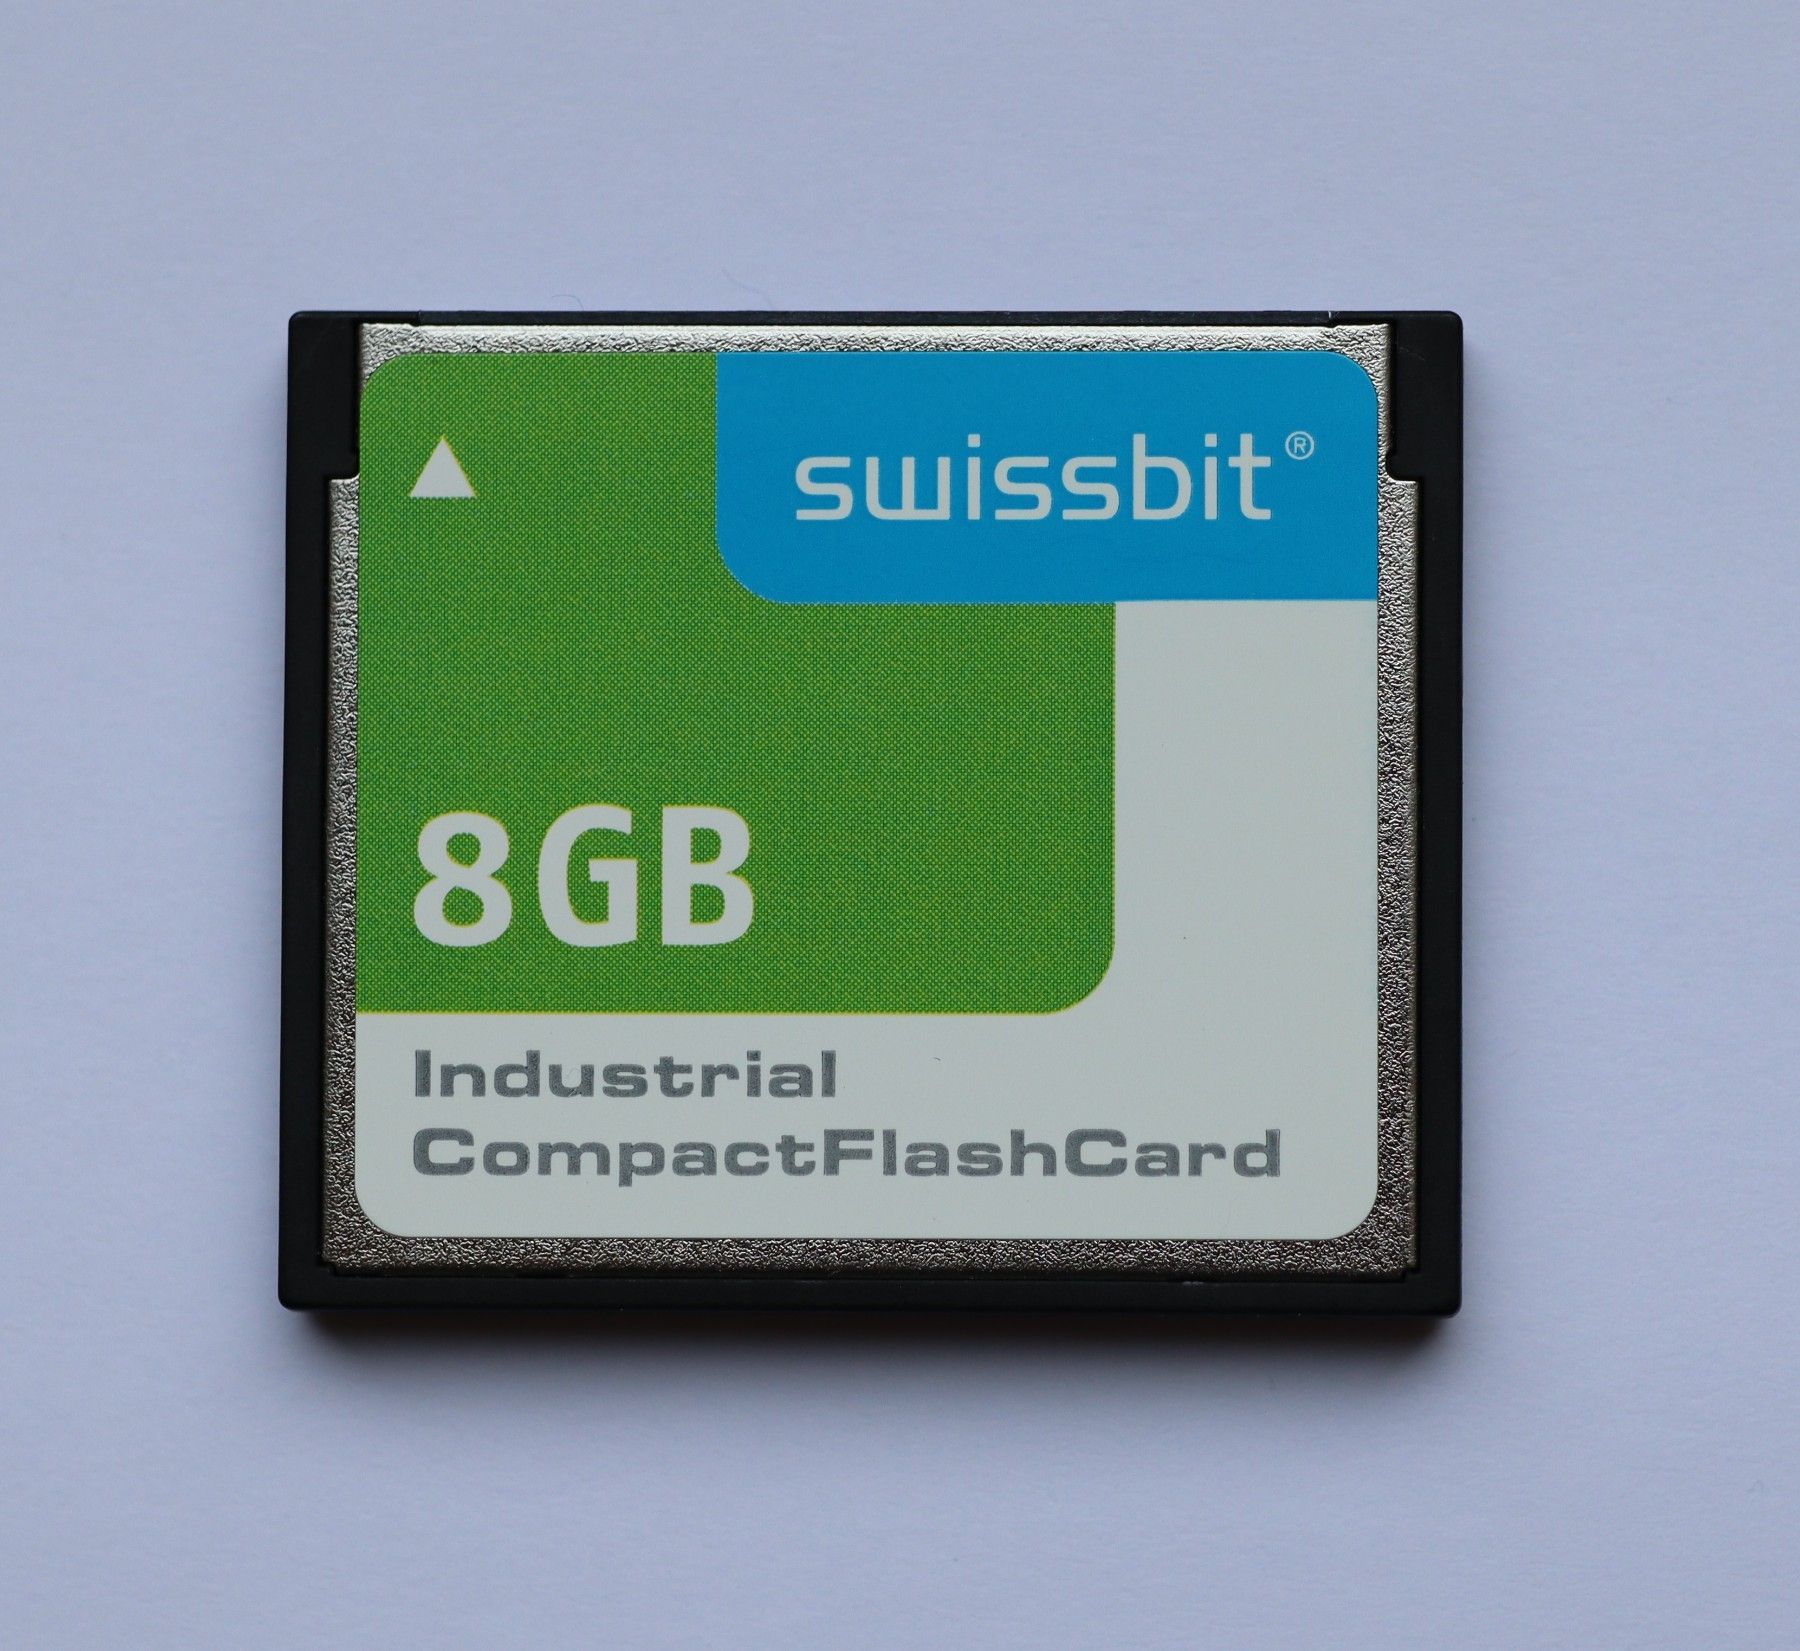 swissbit®
8GB
Industrial
CompactFlashCard